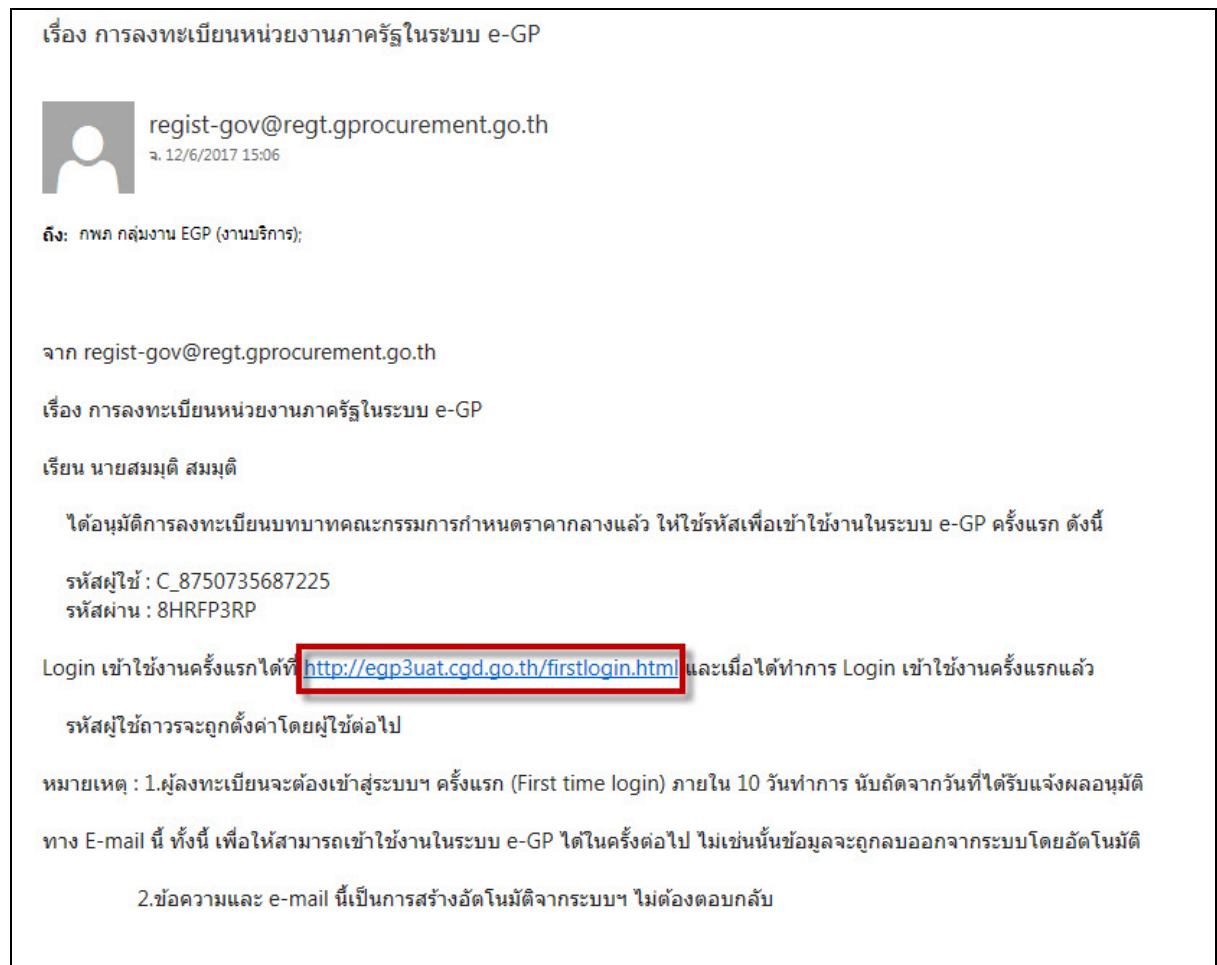 เรื่อง การลงทะเบียนหน่วยงานภาครัฐในระบบ e-GP
regist-gov@regt.gprocurement.go.th
จ. 12/6/2017 15:06
ถึง: กพภ กลุ่มงาน EGP (งานบริการ);
จาก regist-gov@regt.gprocurement.go.th
เรื่อง การลงทะเบียนหน่วยงานภาครัฐในระบบ e-GP
เรียน นายสมมุติ สมมุติ
ได้อนุมัติการลงทะเบียนบทบาทคณะกรรมการกำหนดราคากลางแล้ว ให้ใช้รหัสเพื่อเข้าใช้งานในระบบ e-GP ครั้งแรก ดังนี้
รหัสผู้ใช้ : C_8750735687225
รหัสผ่าน : 8HRFP3RP
Login เข้าใช้งานครั้งแรกได้ที่ http://egp3uat.cgd.go.th/firstlogin.html และเมื่อได้ทำการ Login เข้าใช้งานครั้งแรกแล้ว
รหัสผู้ใช้ถาวรจะถูกตั้งค่าโดยผู้ใช้ต่อไป
หมายเหตุ : 1.ผู้ลงทะเบียนจะต้องเข้าสู่ระบบฯ ครั้งแรก (First time login) ภายใน 10 วันทำการ นับถัดจากวันที่ได้รับแจ้งผลอนุมัติ
ทาง E-mail นี้ ทั้งนี้ เพื่อให้สามารถเข้าใช้งานในระบบ e-GP ได้ในครั้งต่อไป ไม่เช่นนั้นข้อมูลจะถูกลบออกจากระบบโดยอัตโนมัติ
2.ข้อความและ e-mail นี้เป็นการสร้างอัตโนมัติจากระบบฯ ไม่ต้องตอบกลับ